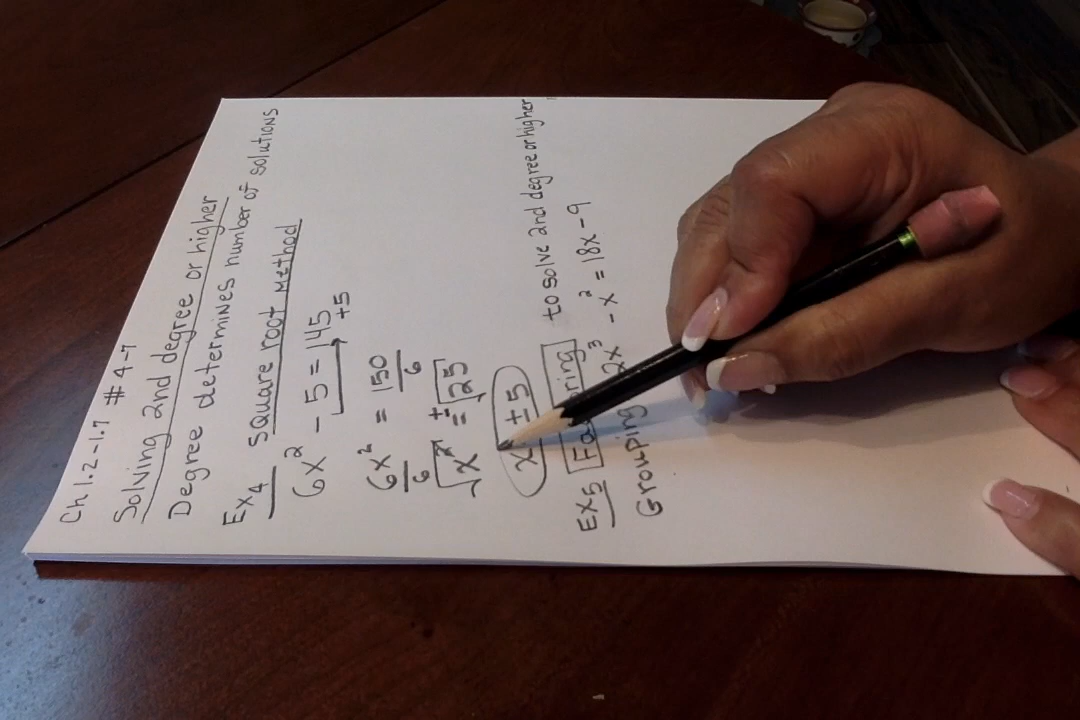 Ch 1.2-1.7 #4-7
Solving 2nd degree or higher
Degree determines number of solutions
Ex4 square root Method
6x² - 5 = 145
+5
6x² = 150
6 6
√x² = ±√25
x ±5
Ex5 to solve 2nd degree or higher
Grouping 2x³ - x² = 18x - 9